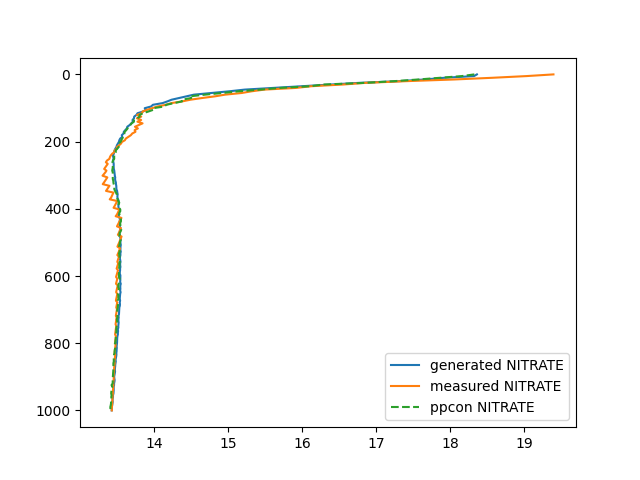 0
200
400
600
800
1000
14 15 16 17 18 19
generated NITRATE
measured NITRATE
ppcon NITRATE